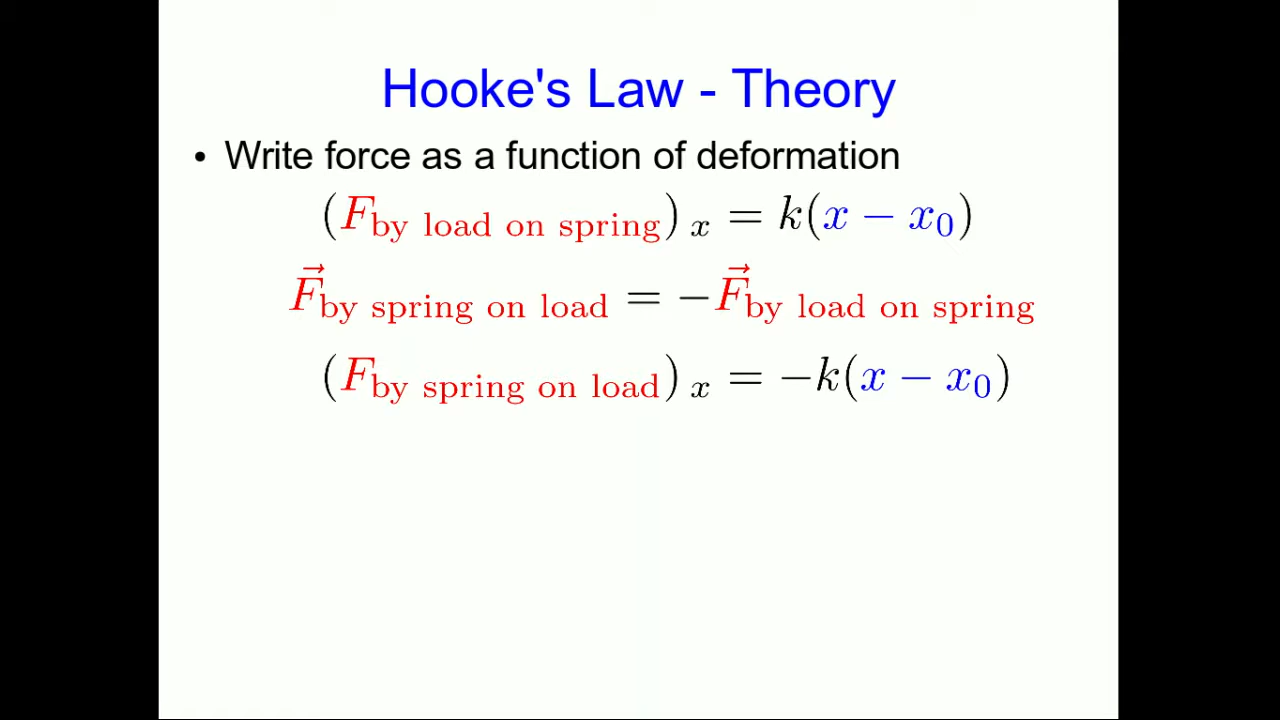 Hooke's Law - Theory
• Write force as a function of deformation
(F_by load on spring)_x = k(x − x_0)
F⃗_by spring on load = −F⃗_by load on spring
(F_by spring on load)_x = −k(x − x_0)